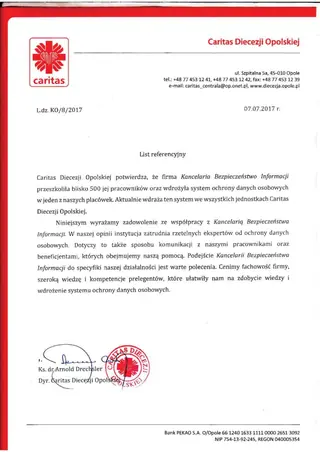 Caritas Diecezji Opolskiej
caritas
ul. Szpitalna 5a, 45-010 Opole
tel.: +48 77 453 12 41, +48 77 453 12 42, fax: +48 77 453 12 39
e-mail: caritas_centrala@op.onet.pl, www.diecezja.opole.pl
L.dz. KO/8/2017
07.07.2017 r.
List referencyjny
Caritas Diecezji Opolskiej potwierdza, że firma Kancelaria Bezpieczeństwo Informacji
przeszkoliła blisko 500 jej pracowników oraz wdrożyła system ochrony danych osobowych
w jeden z naszych placówek. Aktualnie wdraża ten system we wszystkich jednostkach Caritas
Diecezji Opolskiej.
Niniejszym wyrażamy zadowolenie ze współpracy z Kancelarią Bezpieczeństwa
Informacji. W naszej opinii instytucja zatrudnia rzetelnych ekspertów od ochrony danych
osobowych. Dotyczy to także sposobu komunikacji z naszymi pracownikami oraz
beneficjentami, których obejmujemy naszą pomocą. Podejście Kancelarii Bezpieczeństwa
Informacji do specyfiki naszej działalności jest warte polecenia. Cenimy fachowość firmy,
szeroką wiedzę i kompetencje prelegentów, które ułatwiły nam na zdobycie wiedzy i
wdrożenie systemu ochrony danych osobowych.
Ks. dr Arnold Drechsler
Dyr. Caritas Diecezji Opolskiej
CARITAS DIECEZJI OPOLSKIEJ
Bank PEKAO S.A. O/Opole 66 1240 1633 1111 0000 2651 3092
NIP 754-13-92-245, REGON 040005354